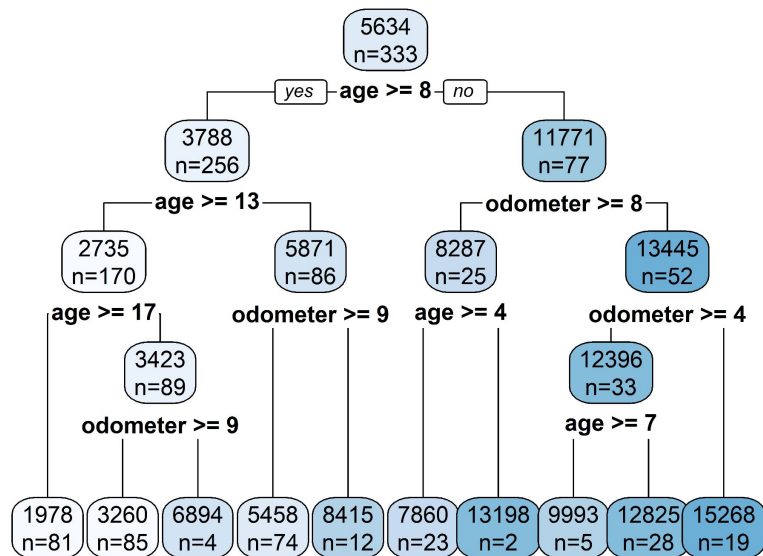 5634
n=333
yes age >= 8 no
3788
n=256
11771
n=77
age >= 13
odometer >= 8
2735
n=170
5871
n=86
8287
n=25
13445
n=52
age >= 17
odometer >= 9
age >= 4
odometer >= 4
3423
n=89
12396
n=33
odometer >= 9
age >= 7
1978
n=81
3260
n=85
6894
n=4
5458
n=74
8415
n=12
7860
n=23
13198
n=2
9993
n=5
12825
n=28
15268
n=19